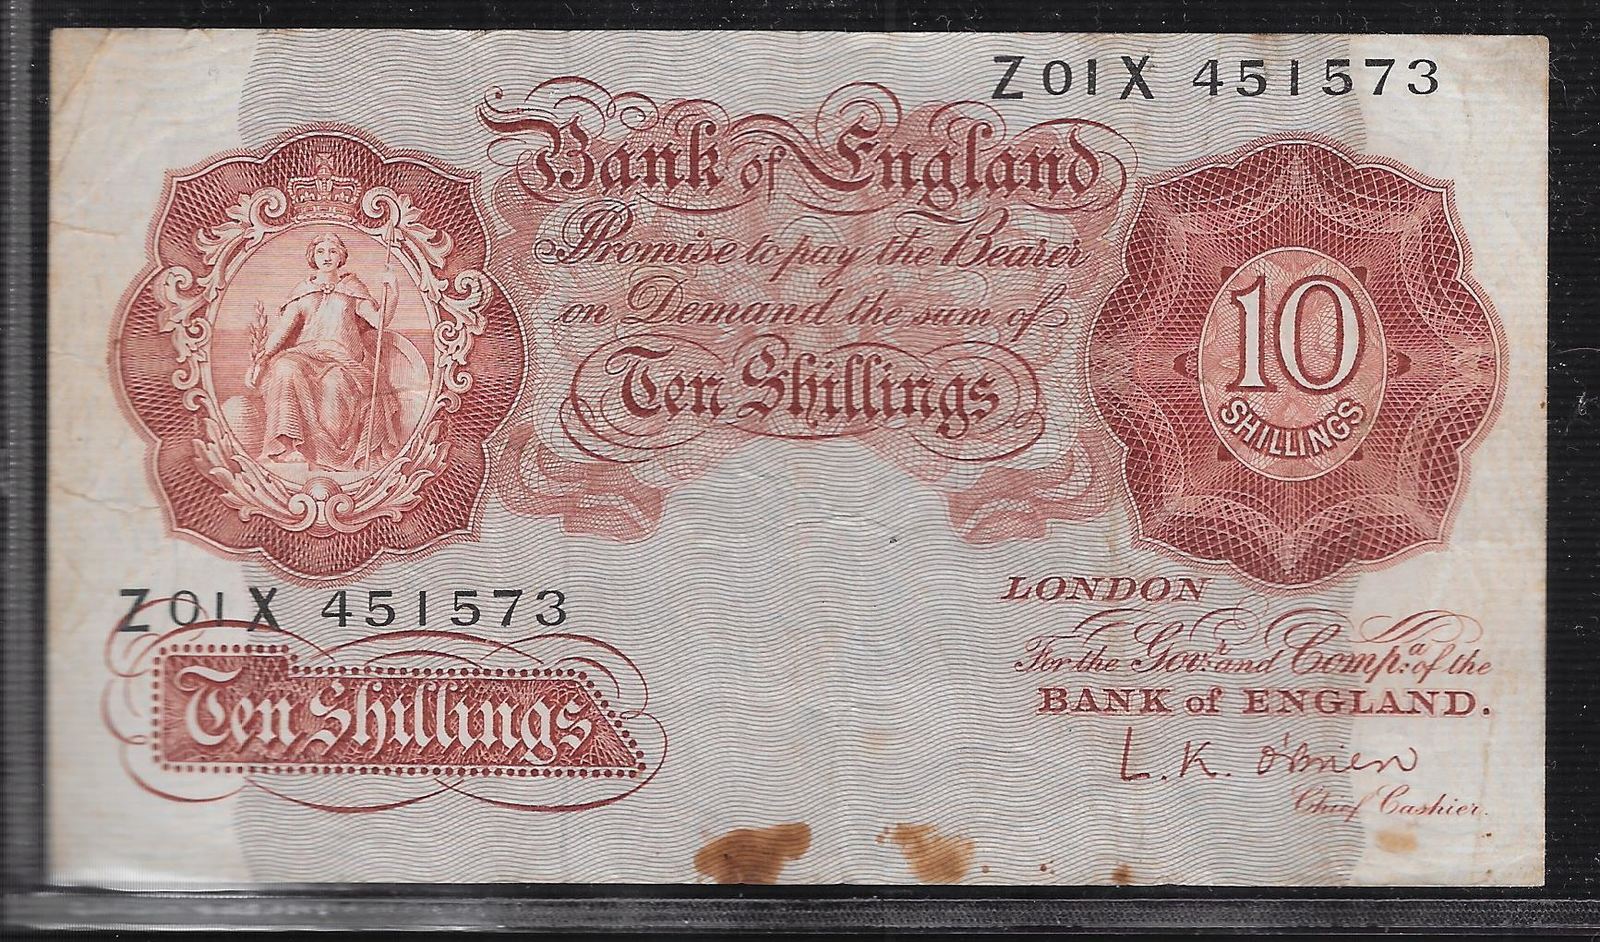 Z01X 451573
Bank of England
Promise to pay the Bearer
on Demand the sum of
Ten Shillings
10
SHILLINGS
Z01X 451573
Ten Shillings
LONDON
For the Govr. and Compa. of the
BANK of ENGLAND.
L.K. O'Brien
Chief Cashier.